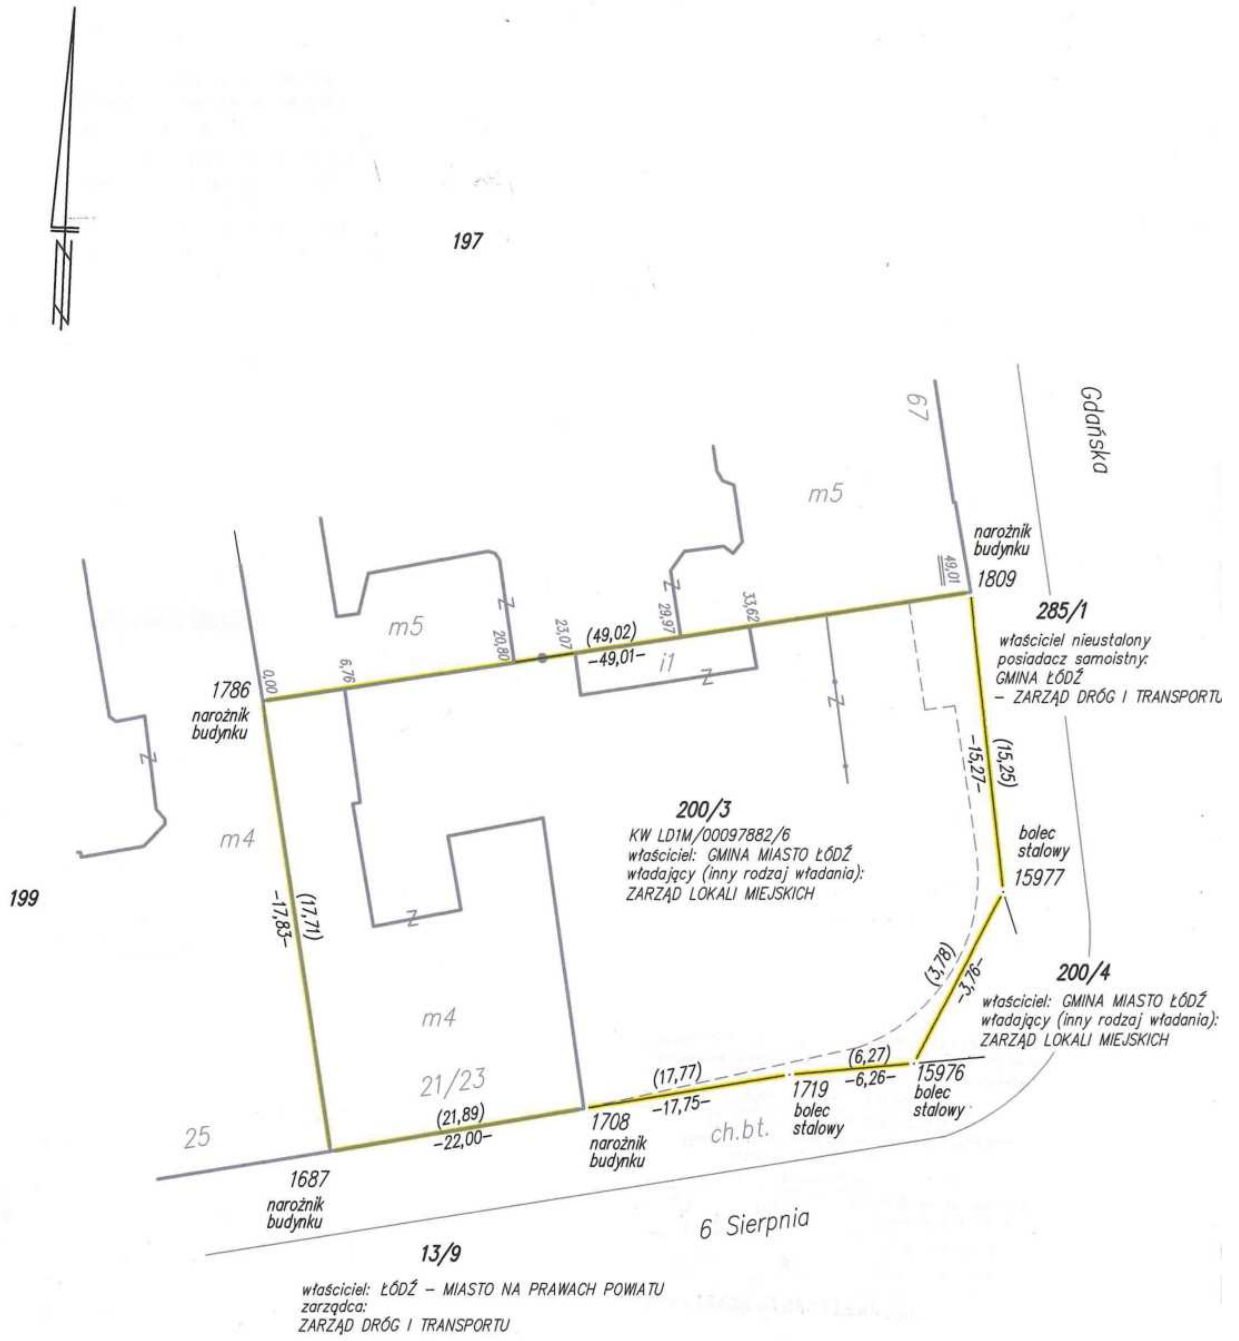 197
Gdańska
67
m5
narożnik
budynku
49,01
1809
285/1
właściciel nieustalony
posiadacz samoistny:
GMINA ŁÓDŹ
– ZARZĄD DRÓG I TRANSPORTU
m5
Z
Z
20,80
23,07
(49,02)
-49,01-
29,97
33,62
i1
Z
Z
6,76
0,00
1786
narożnik
budynku
Z
m4
199
(17,71)
-17,83-
200/3
KW LD1M/00097882/6
właściciel: GMINA MIASTO ŁÓDŹ
władający (inny rodzaj władania):
ZARZĄD LOKALI MIEJSKICH
(15,25)
-15,27-
bolec
stalowy
15977
Z
(3,78)
-3,76-
200/4
właściciel: GMINA MIASTO ŁÓDŹ
władający (inny rodzaj władania):
ZARZĄD LOKALI MIEJSKICH
m4
21/23
(21,89)
-22,00-
(17,77)
-17,75-
(6,27)
-6,26-
15976
bolec
stalowy
1719
bolec
stalowy
1708
narożnik
budynku
ch.bt.
25
1687
narożnik
budynku
6 Sierpnia
13/9
właściciel: ŁÓDŹ – MIASTO NA PRAWACH POWIATU
zarządca:
ZARZĄD DRÓG I TRANSPORTU